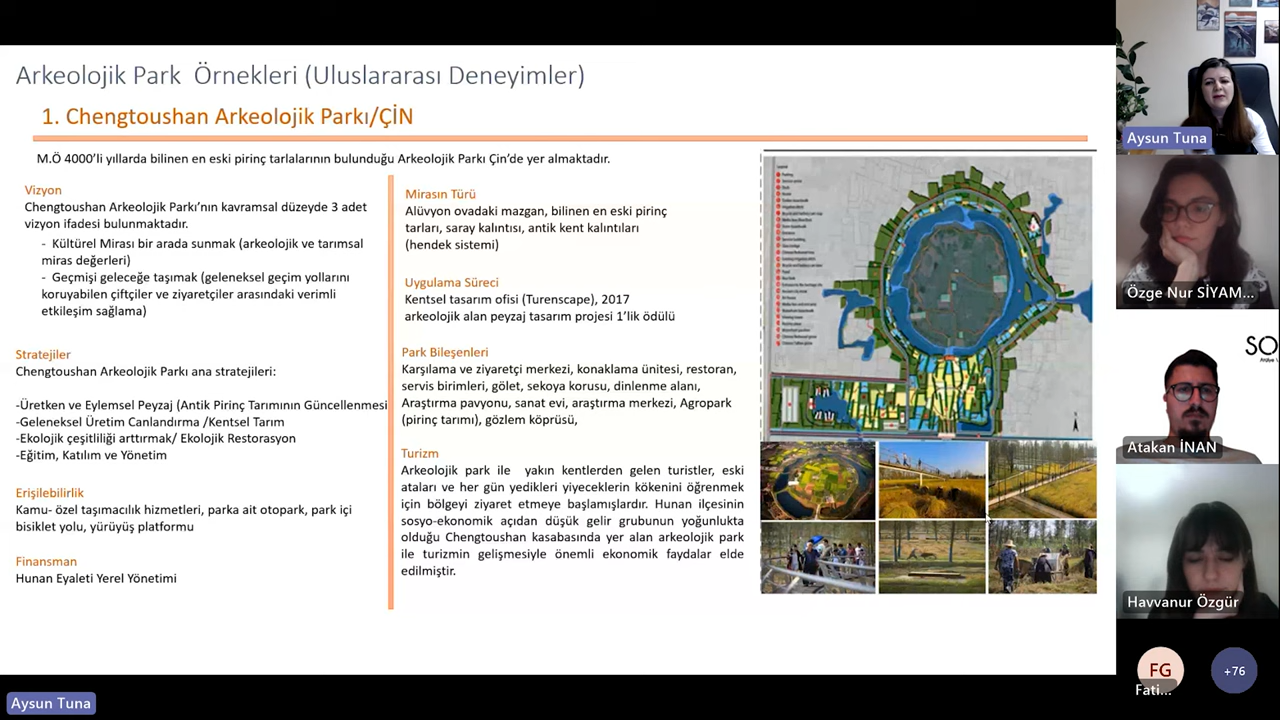 Arkeolojik Park Örnekleri (Uluslararası Deneyimler)
1. Chengtoushan Arkeolojik Parkı/ÇİN
M.Ö 4000'li yıllarda bilinen en eski pirinç tarlalarının bulunduğu Arkeolojik Parkı Çin'de yer almaktadır.
Vizyon
Chengtoushan Arkeolojik Parkı'nın kavramsal düzeyde 3 adet
vizyon ifadesi bulunmaktadır.
- Kültürel Mirası bir arada sunmak (arkeolojik ve tarımsal
miras değerleri)
- Geçmişi geleceğe taşımak (geleneksel geçim yollarını
koruyabilen çiftçiler ve ziyaretçiler arasındaki verimli
etkileşim sağlama)
Stratejiler
Chengtoushan Arkeolojik Parkı ana stratejileri:
-Üretken ve Eylemsel Peyzaj (Antik Pirinç Tarımının Güncellenmesi
-Geleneksel Üretim Canlandırma /Kentsel Tarım
-Ekolojik çeşitliliği arttırmak/ Ekolojik Restorasyon
-Eğitim, Katılım ve Yönetim
Erişilebilirlik
Kamu- özel taşımacılık hizmetleri, parka ait otopark, park içi
bisiklet yolu, yürüyüş platformu
Finansman
Hunan Eyaleti Yerel Yönetimi
Mirasın Türü
Alüvyon ovadaki mazgan, bilinen en eski pirinç
tarları, saray kalıntısı, antik kent kalıntıları
(hendek sistemi)
Uygulama Süreci
Kentsel tasarım ofisi (Turenscape), 2017
arkeolojik alan peyzaj tasarım projesi 1'lik ödülü
Park Bileşenleri
Karşılama ve ziyaretçi merkezi, konaklama ünitesi, restoran,
servis birimleri, gölet, sekoya korusu, dinlenme alanı,
Araştırma pavyonu, sanat evi, araştırma merkezi, Agropark
(pirinç tarımı), gözlem köprüsü,
Turizm
Arkeolojik park ile yakın kentlerden gelen turistler, eski
ataları ve her gün yedikleri yiyeceklerin kökenini öğrenmek
için bölgeyi ziyaret etmeye başlamışlardır. Hunan ilçesinin
sosyo-ekonomik açıdan düşük gelir grubunun yoğunlukta
olduğu Chengtoushan kasabasında yer alan arkeolojik park
ile turizmin gelişmesiyle önemli ekonomik faydalar elde
edilmiştir.
Aysun Tuna
Özge Nur SİYAM...
SO
Atakan İNAN
Havvanur Özgür
FG
Fati...
+76
Aysun Tuna